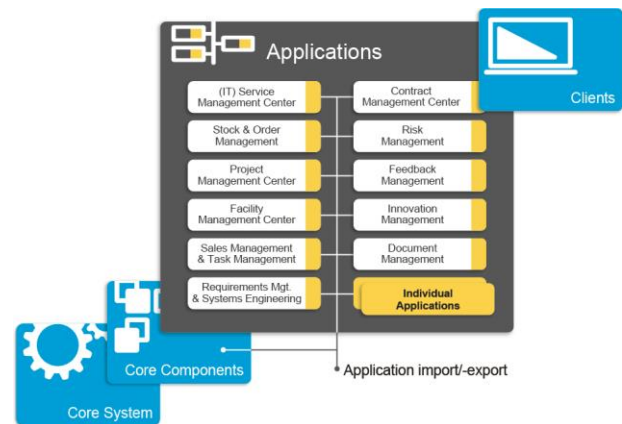 Applications
Clients
(IT) Service
Management Center
Contract
Management Center
Stock & Order
Management
Risk
Management
Project
Management Center
Feedback
Management
Facility
Management Center
Innovation
Management
Sales Management
& Task Management
Document
Management
Requirements Mgt.
& Systems Engineering
Individual
Applications
Core Components
Application import/-export
Core System